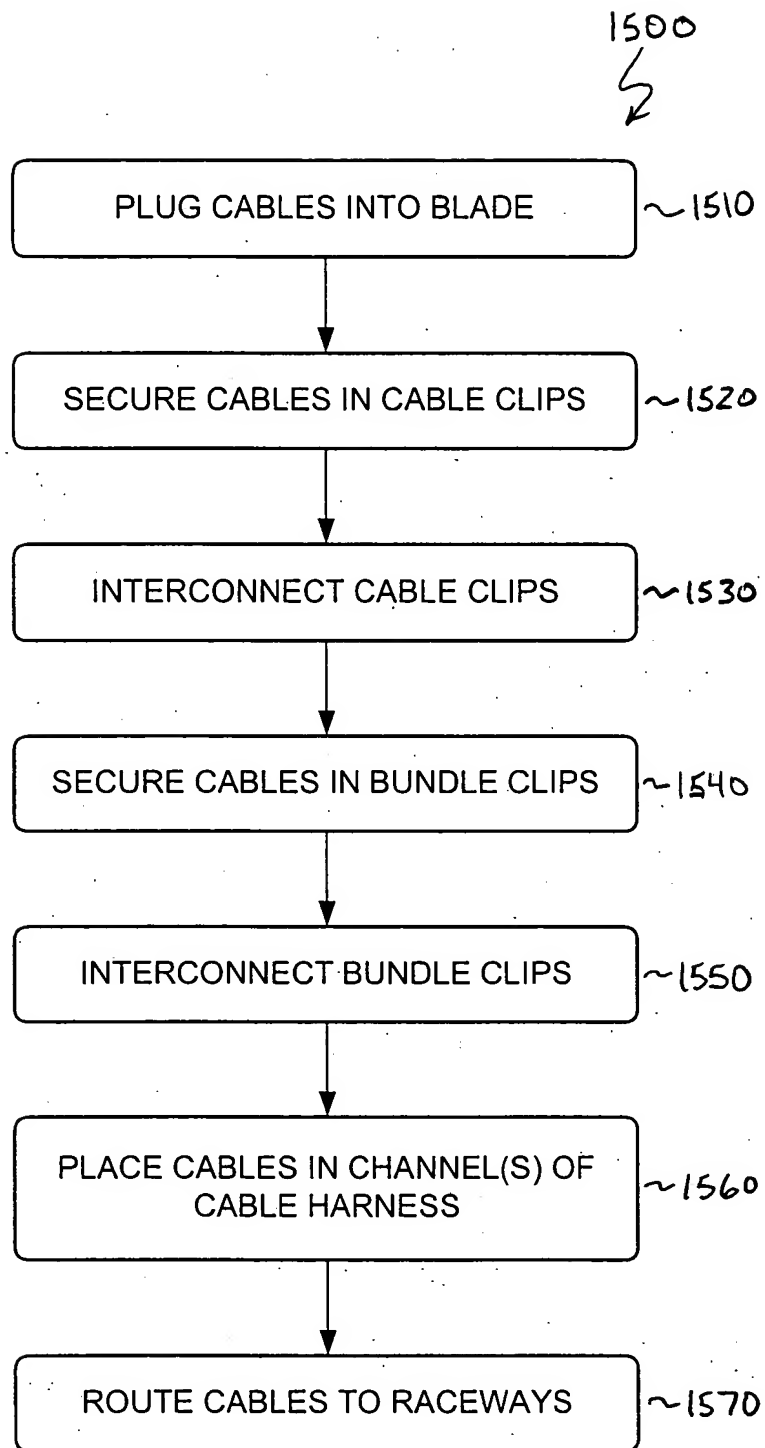 1500
PLUG CABLES INTO BLADE ~1510
SECURE CABLES IN CABLE CLIPS ~1520
INTERCONNECT CABLE CLIPS ~1530
SECURE CABLES IN BUNDLE CLIPS ~1540
INTERCONNECT BUNDLE CLIPS ~1550
PLACE CABLES IN CHANNEL(S) OF
CABLE HARNESS ~1560
ROUTE CABLES TO RACEWAYS ~1570